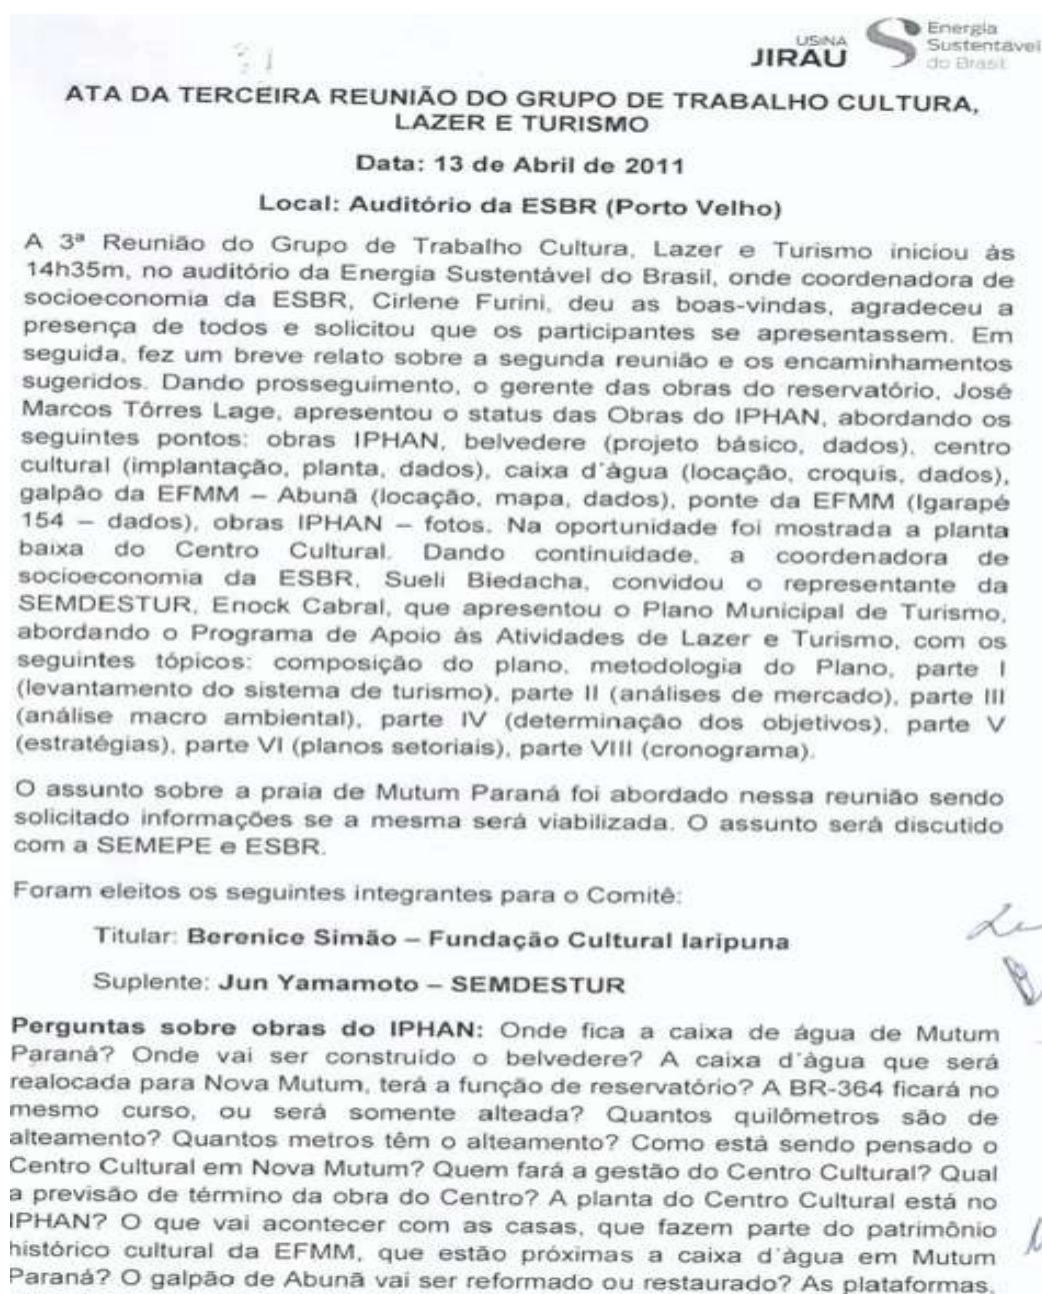 USINA
JIRAU
Energia
Sustentável
do Brasil
ATA DA TERCEIRA REUNIÃO DO GRUPO DE TRABALHO CULTURA,
LAZER E TURISMO
Data: 13 de Abril de 2011
Local: Auditório da ESBR (Porto Velho)
A 3ª Reunião do Grupo de Trabalho Cultura, Lazer e Turismo iniciou às
14h35m, no auditório da Energia Sustentável do Brasil, onde coordenadora de
socioeconomia da ESBR, Cirlene Furini, deu as boas-vindas, agradeceu a
presença de todos e solicitou que os participantes se apresentassem. Em
seguida, fez um breve relato sobre a segunda reunião e os encaminhamentos
sugeridos. Dando prosseguimento, o gerente das obras do reservatório, José
Marcos Tôrres Lage, apresentou o status das Obras do IPHAN, abordando os
seguintes pontos: obras IPHAN, belvedere (projeto básico, dados), centro
cultural (implantação, planta, dados), caixa d´água (locação, croquis, dados),
galpão da EFMM – Abunã (locação, mapa, dados), ponte da EFMM (Igarapé
154 – dados), obras IPHAN – fotos. Na oportunidade foi mostrada a planta
baixa do Centro Cultural. Dando continuidade, a coordenadora de
socioeconomia da ESBR, Sueli Biedacha, convidou o representante da
SEMDESTUR, Enock Cabral, que apresentou o Plano Municipal de Turismo,
abordando o Programa de Apoio às Atividades de Lazer e Turismo, com os
seguintes tópicos: composição do plano, metodologia do Plano, parte I
(levantamento do sistema de turismo), parte II (análises de mercado), parte III
(análise macro ambiental), parte IV (determinação dos objetivos), parte V
(estratégias), parte VI (planos setoriais), parte VIII (cronograma).
O assunto sobre a praia de Mutum Paraná foi abordado nessa reunião sendo
solicitado informações se a mesma será viabilizada. O assunto será discutido
com a SEMEPE e ESBR.
Foram eleitos os seguintes integrantes para o Comitê:
Titular: Berenice Simão – Fundação Cultural Iaripuna
Suplente: Jun Yamamoto – SEMDESTUR
Perguntas sobre obras do IPHAN: Onde fica a caixa de água de Mutum
Paraná? Onde vai ser construído o belvedere? A caixa d´água que será
realocada para Nova Mutum, terá a função de reservatório? A BR-364 ficará no
mesmo curso, ou será somente alteada? Quantos quilômetros são de
alteamento? Quantos metros têm o alteamento? Como está sendo pensado o
Centro Cultural em Nova Mutum? Quem fará a gestão do Centro Cultural? Qual
a previsão de término da obra do Centro? A planta do Centro Cultural está no
IPHAN? O que vai acontecer com as casas, que fazem parte do patrimônio
histórico cultural da EFMM, que estão próximas a caixa d´água em Mutum
Paraná? O galpão de Abunã vai ser reformado ou restaurado? As plataformas,